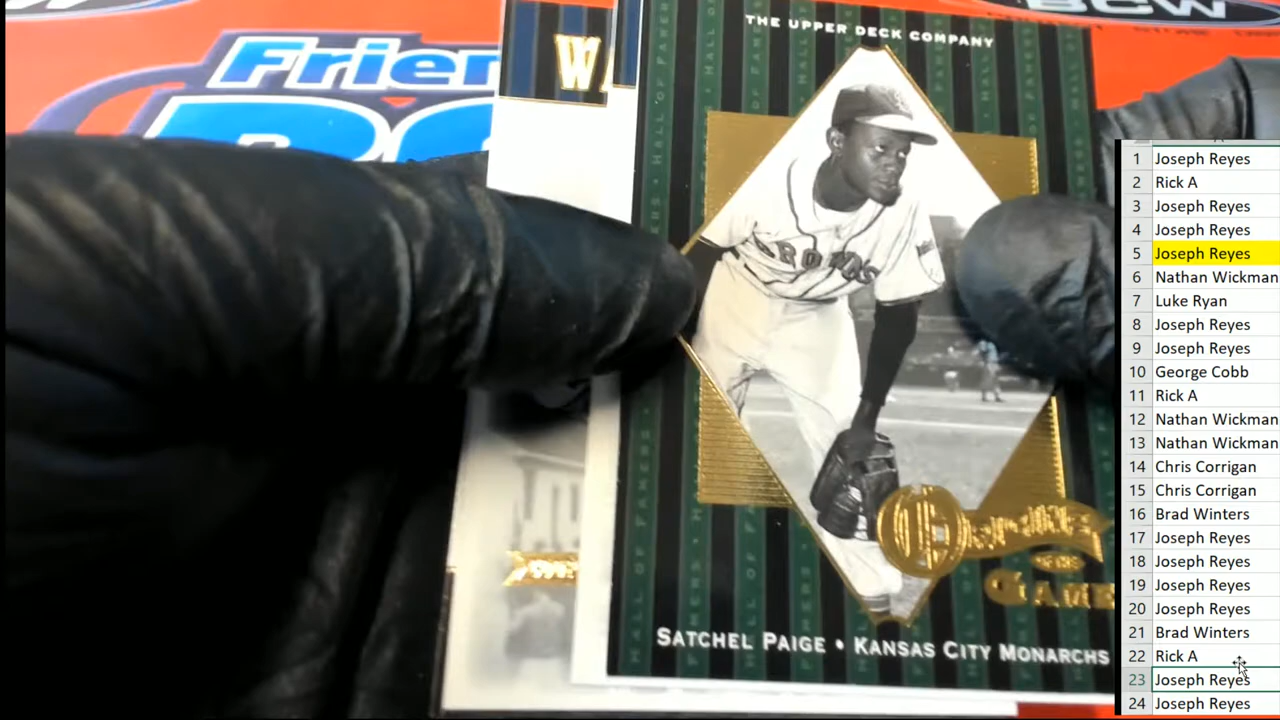 BCW
Frien
W
THE UPPER DECK COMPANY
HALL OF FAMERS
GAME
SATCHEL PAIGE • KANSAS CITY MONARCHS
1 Joseph Reyes
2 Rick A
3 Joseph Reyes
4 Joseph Reyes
5 Joseph Reyes
6 Nathan Wickman
7 Luke Ryan
8 Joseph Reyes
9 Joseph Reyes
10 George Cobb
11 Rick A
12 Nathan Wickman
13 Nathan Wickman
14 Chris Corrigan
15 Chris Corrigan
16 Brad Winters
17 Joseph Reyes
18 Joseph Reyes
19 Joseph Reyes
20 Joseph Reyes
21 Brad Winters
22 Rick A
23 Joseph Reyes
24 Joseph Reyes